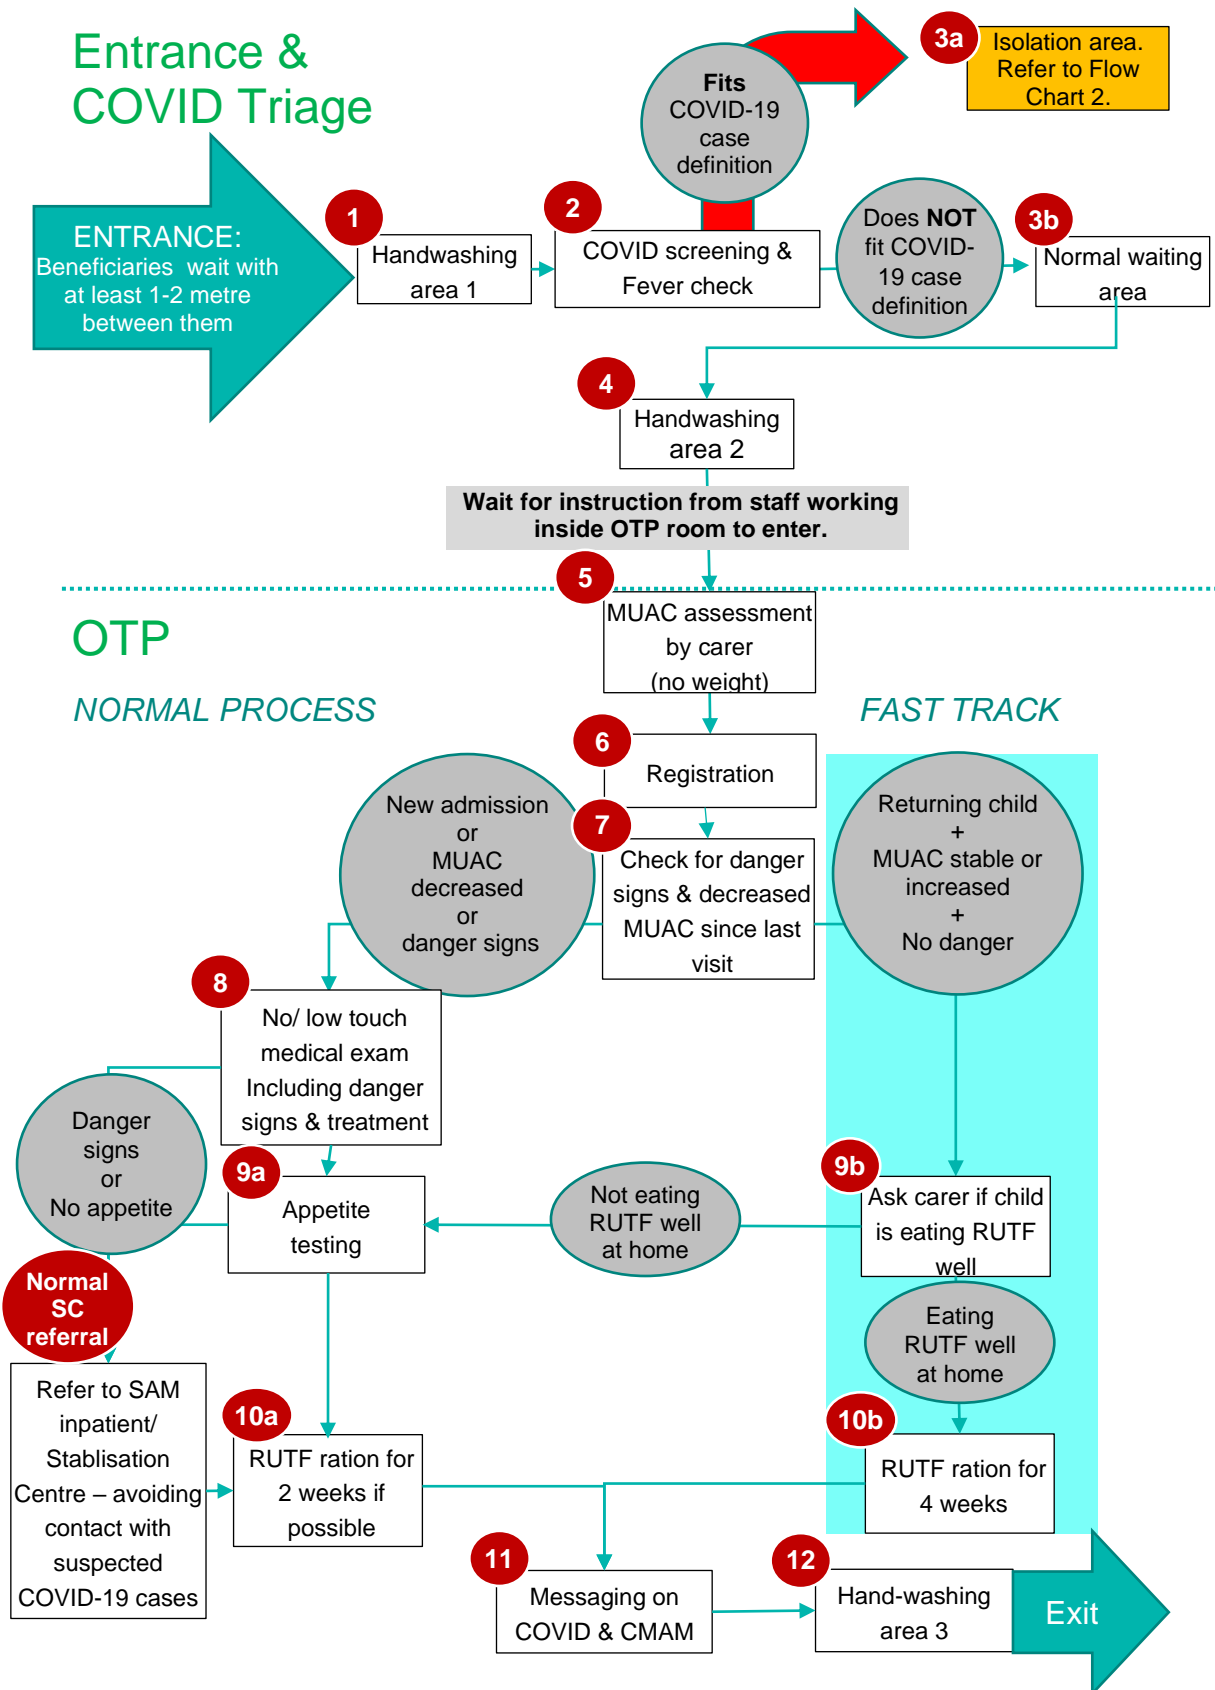 Entrance &
COVID Triage
3a
Isolation area.
Refer to Flow
Chart 2.
Fits
COVID-19
case
definition
ENTRANCE:
Beneficiaries wait with
at least 1-2 metre
between them
1
Handwashing
area 1
2
COVID screening &
Fever check
Does NOT
fit COVID-
19 case
definition
3b
Normal waiting
area
4
Handwashing
area 2
Wait for instruction from staff working
inside OTP room to enter.
5
MUAC assessment
by carer
(no weight)
OTP
NORMAL PROCESS
FAST TRACK
6
Registration
7
Check for danger
signs & decreased
MUAC since last
visit
New admission
or
MUAC
decreased
or
danger signs
Returning child
+
MUAC stable or
increased
+
No danger
8
No/ low touch
medical exam
Including danger
signs & treatment
Danger
signs
or
No appetite
9a
Appetite
testing
Not eating
RUTF well
at home
9b
Ask carer if child
is eating RUTF
well
Eating
RUTF well
at home
Normal
SC
referral
Refer to SAM
inpatient/
Stablisation
Centre – avoiding
contact with
suspected
COVID-19 cases
10a
RUTF ration for
2 weeks if
possible
10b
RUTF ration for
4 weeks
11
Messaging on
COVID & CMAM
12
Hand-washing
area 3
Exit